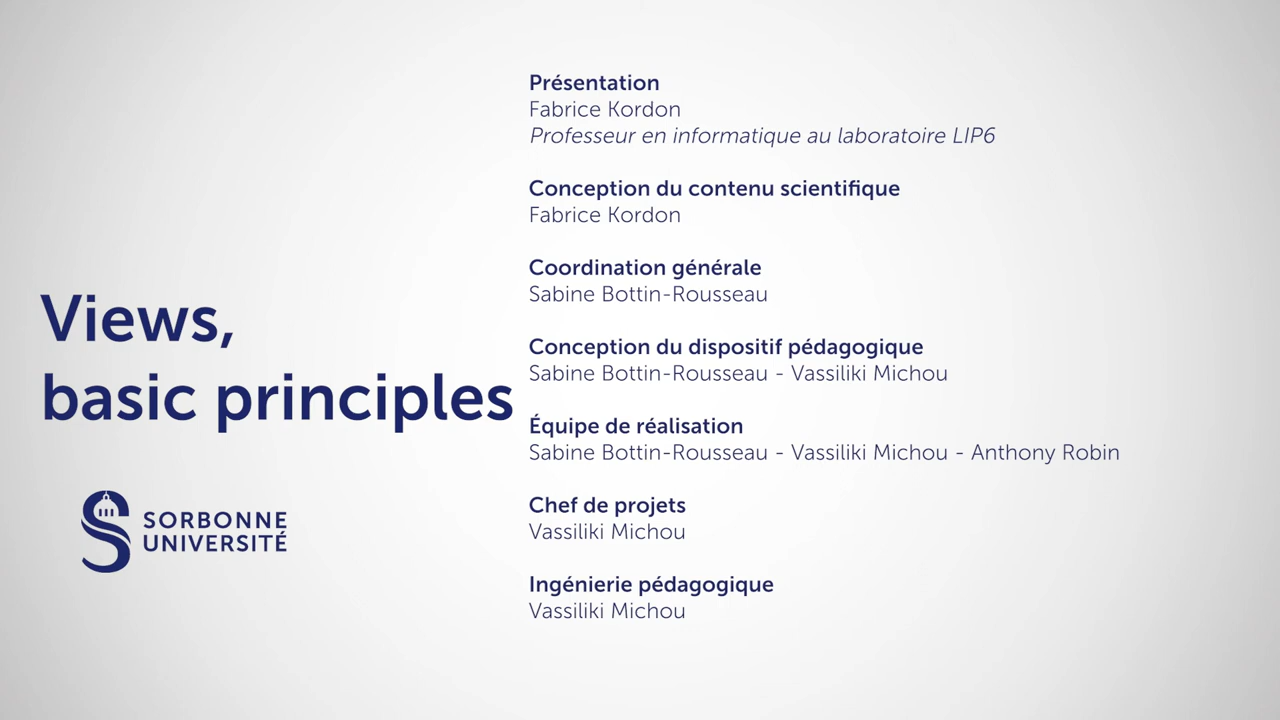 Views,
basic principles
SORBONNE
UNIVERSITÉ
Présentation
Fabrice Kordon
Professeur en informatique au laboratoire LIP6
Conception du contenu scientifique
Fabrice Kordon
Coordination générale
Sabine Bottin-Rousseau
Conception du dispositif pédagogique
Sabine Bottin-Rousseau - Vassiliki Michou
Équipe de réalisation
Sabine Bottin-Rousseau - Vassiliki Michou - Anthony Robin
Chef de projets
Vassiliki Michou
Ingénierie pédagogique
Vassiliki Michou